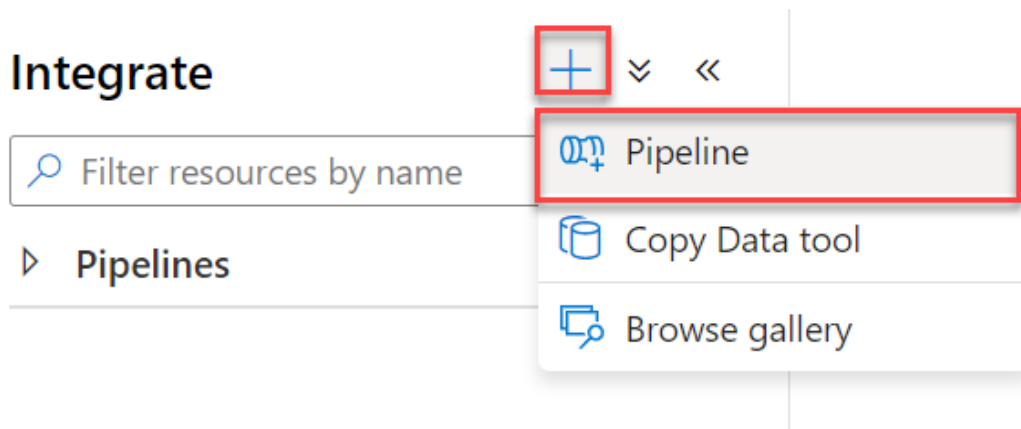 Integrate
Filter resources by name
Pipelines
Pipeline
Copy Data tool
Browse gallery